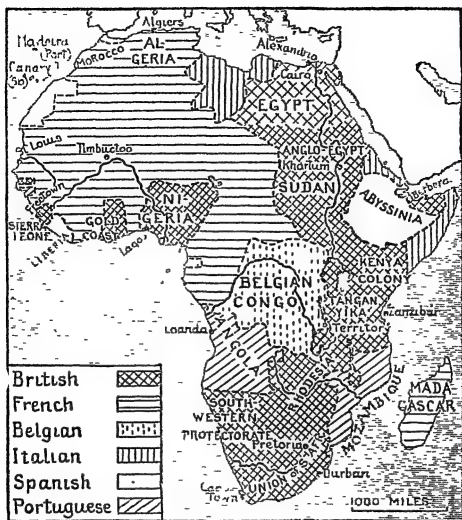 Algiers
Madeira
(Port)
Canary I
(Sp)
MOROCCO
AL-
GERIA
Alexandria
Cairo
EGYPT
Timbuctoo
ANGLO-EGYPT
Khartum
SUDAN
Berbera
ABYSSINIA
SIERRA
LEONE
LIBERIA
GOLD
COAST
NI-
GERIA
Lagos
KENYA
COLONY
BELGIAN
CONGO
TANGAN
YIKA
Territory
Zanzibar
Loanda
ANGOLA
RHODESIA
MOZAMBIQUE
MADA
GASCAR
SOUTH
WESTERN
PROTECTORATE
Pretoria
UNION of S.A.
Durban
Cape
Town
1000 MILES
British
French
Belgian
Italian
Spanish
Portuguese